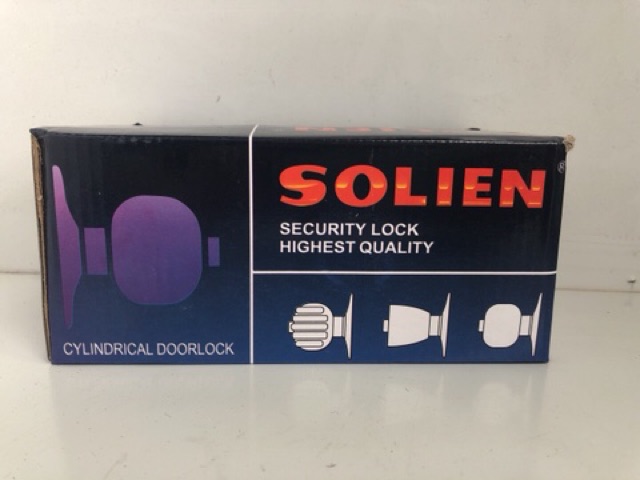 SOLIEN®
SECURITY LOCK
HIGHEST QUALITY
CYLINDRICAL DOORLOCK